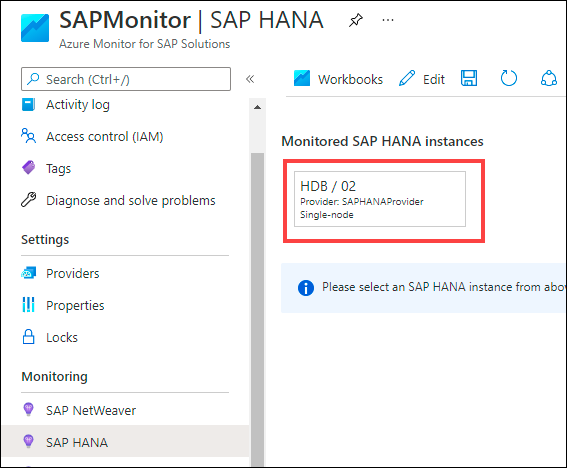 SAPMonitor | SAP HANA
Azure Monitor for SAP Solutions
Search (Ctrl+/)
Activity log
Access control (IAM)
Tags
Diagnose and solve problems
Settings
Providers
Properties
Locks
Monitoring
SAP NetWeaver
SAP HANA
Workbooks
Edit
Monitored SAP HANA instances
HDB / 02
Provider: SAPHANAProvider
Single-node
Please select an SAP HANA instance from abov